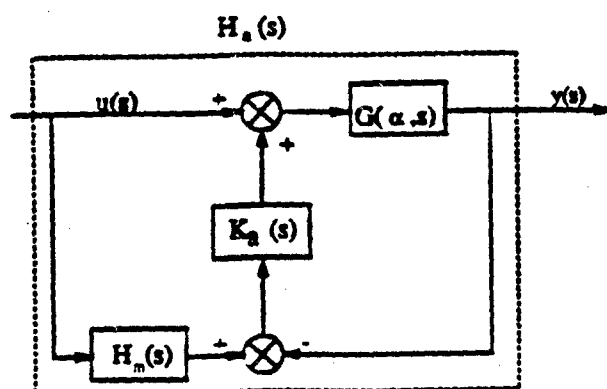 H_a(s)
u(s)
+
G(α,s)
y(s)
+
K_a(s)
H_m(s)
+
-